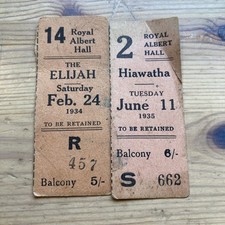 14 Royal
Albert
Hall
THE
ELIJAH
Saturday
Feb. 24
1934
TO BE RETAINED
R
457
Balcony 5/-
2 ROYAL
ALBERT
HALL
Hiawatha
TUESDAY
June 11
1935
TO BE RETAINED
Balcony 6/-
S 662